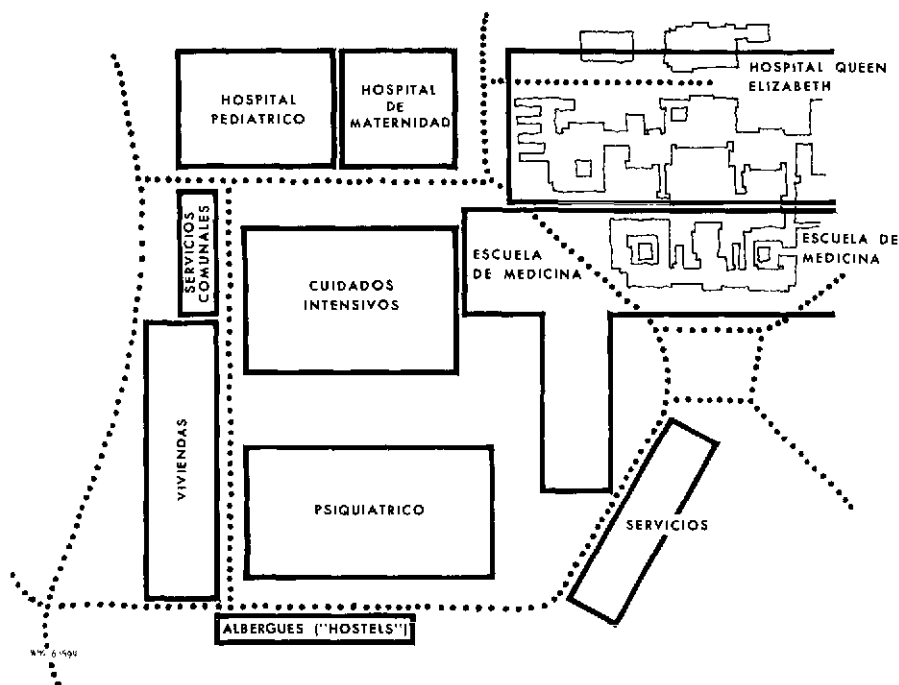 HOSPITAL
PEDIATRICO
HOSPITAL
DE
MATERNIDAD
HOSPITAL QUEEN
ELIZABETH
SERVICIOS
COMUNALES
CUIDADOS
INTENSIVOS
ESCUELA
DE MEDICINA
ESCUELA DE
MEDICINA
VIVIENDAS
PSIQUIATRICO
SERVICIOS
ALBERGUES ("HOSTELS")